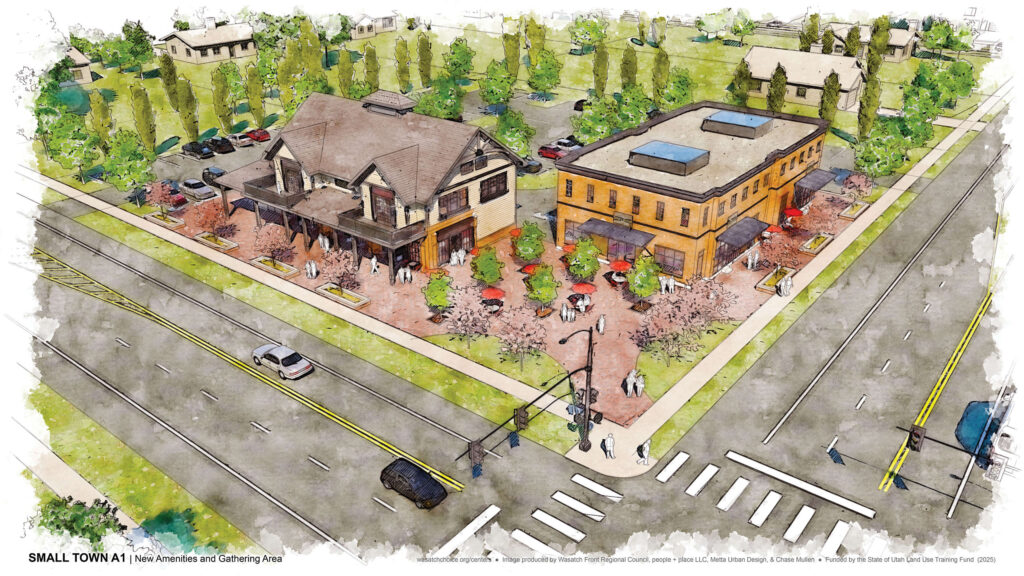 SMALL TOWN A1 | New Amenities and Gathering Area
wasatchchoice.org/centers ● Image produced by Wasatch Front Regional Council, people + place LLC, Metta Urban Design, & Chase Mullen ● Funded by the State of Utah Land Use Training Fund (2025)